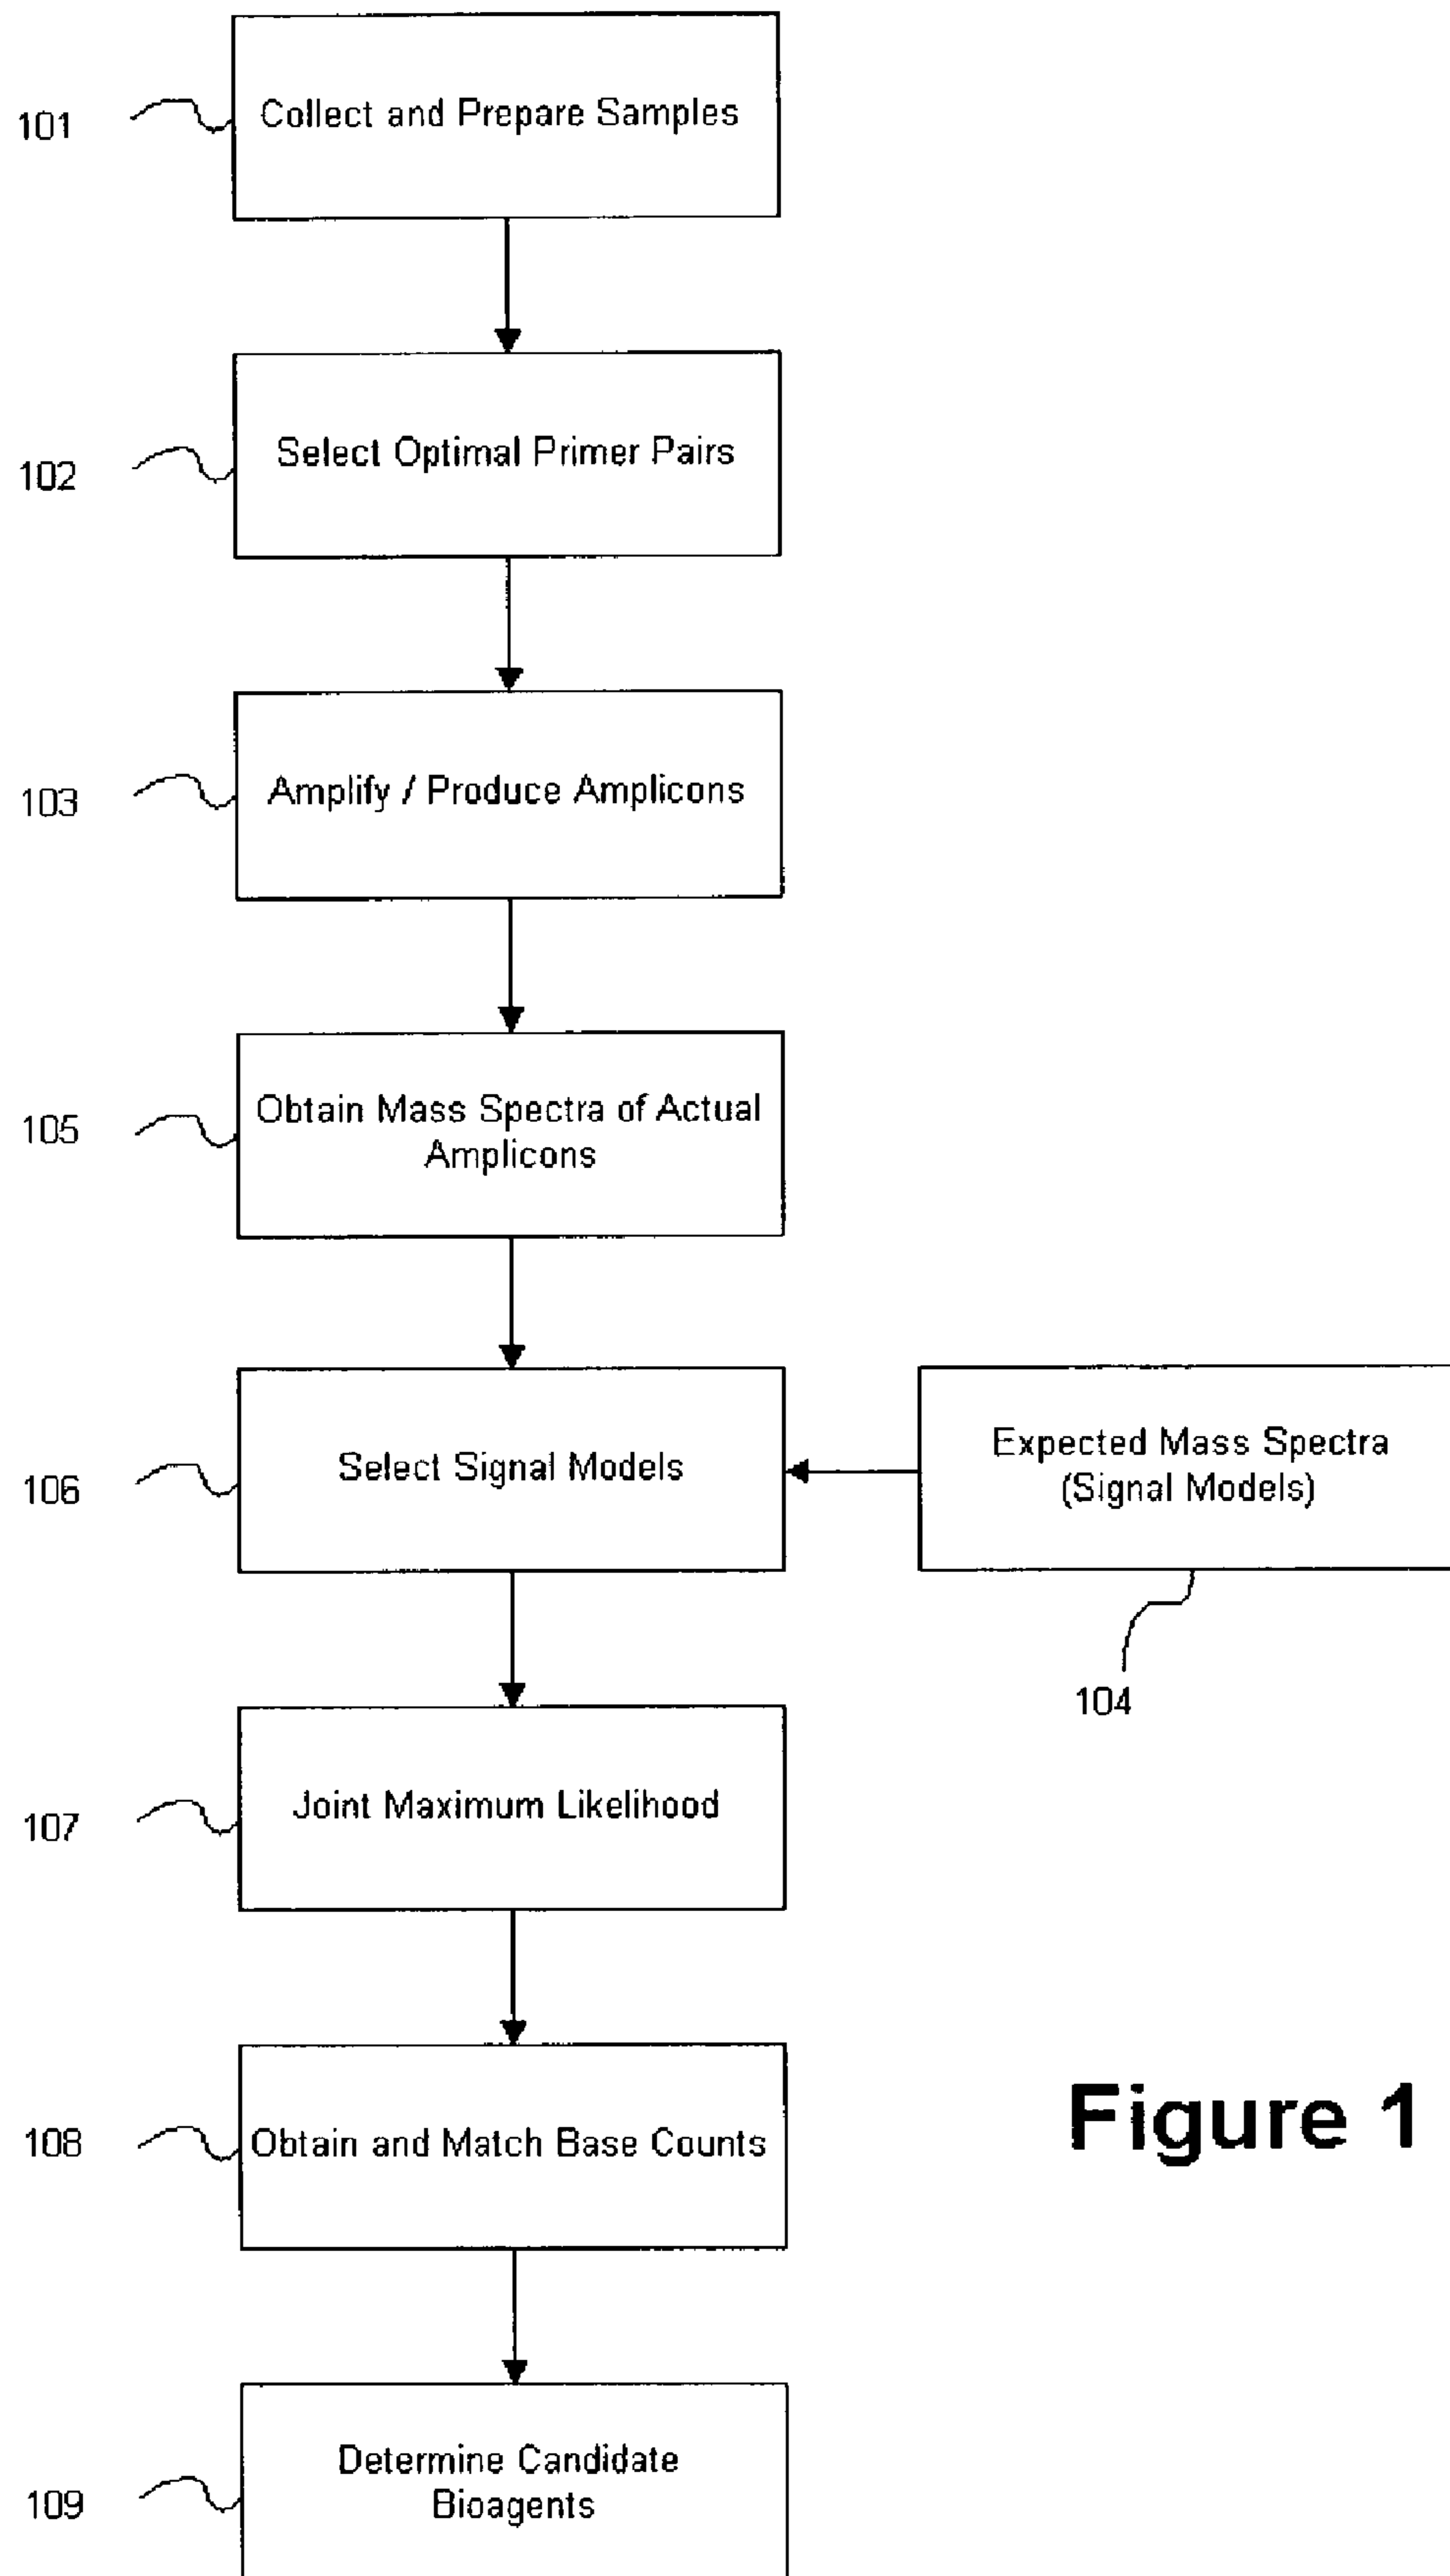 101
Collect and Prepare Samples
102
Select Optimal Primer Pairs
103
Amplify / Produce Amplicons
105
Obtain Mass Spectra of Actual
Amplicons
106
Select Signal Models
Expected Mass Spectra
(Signal Models)
104
107
Joint Maximum Likelihood
108
Obtain and Match Base Counts
Figure 1
109
Determine Candidate
Bioagents